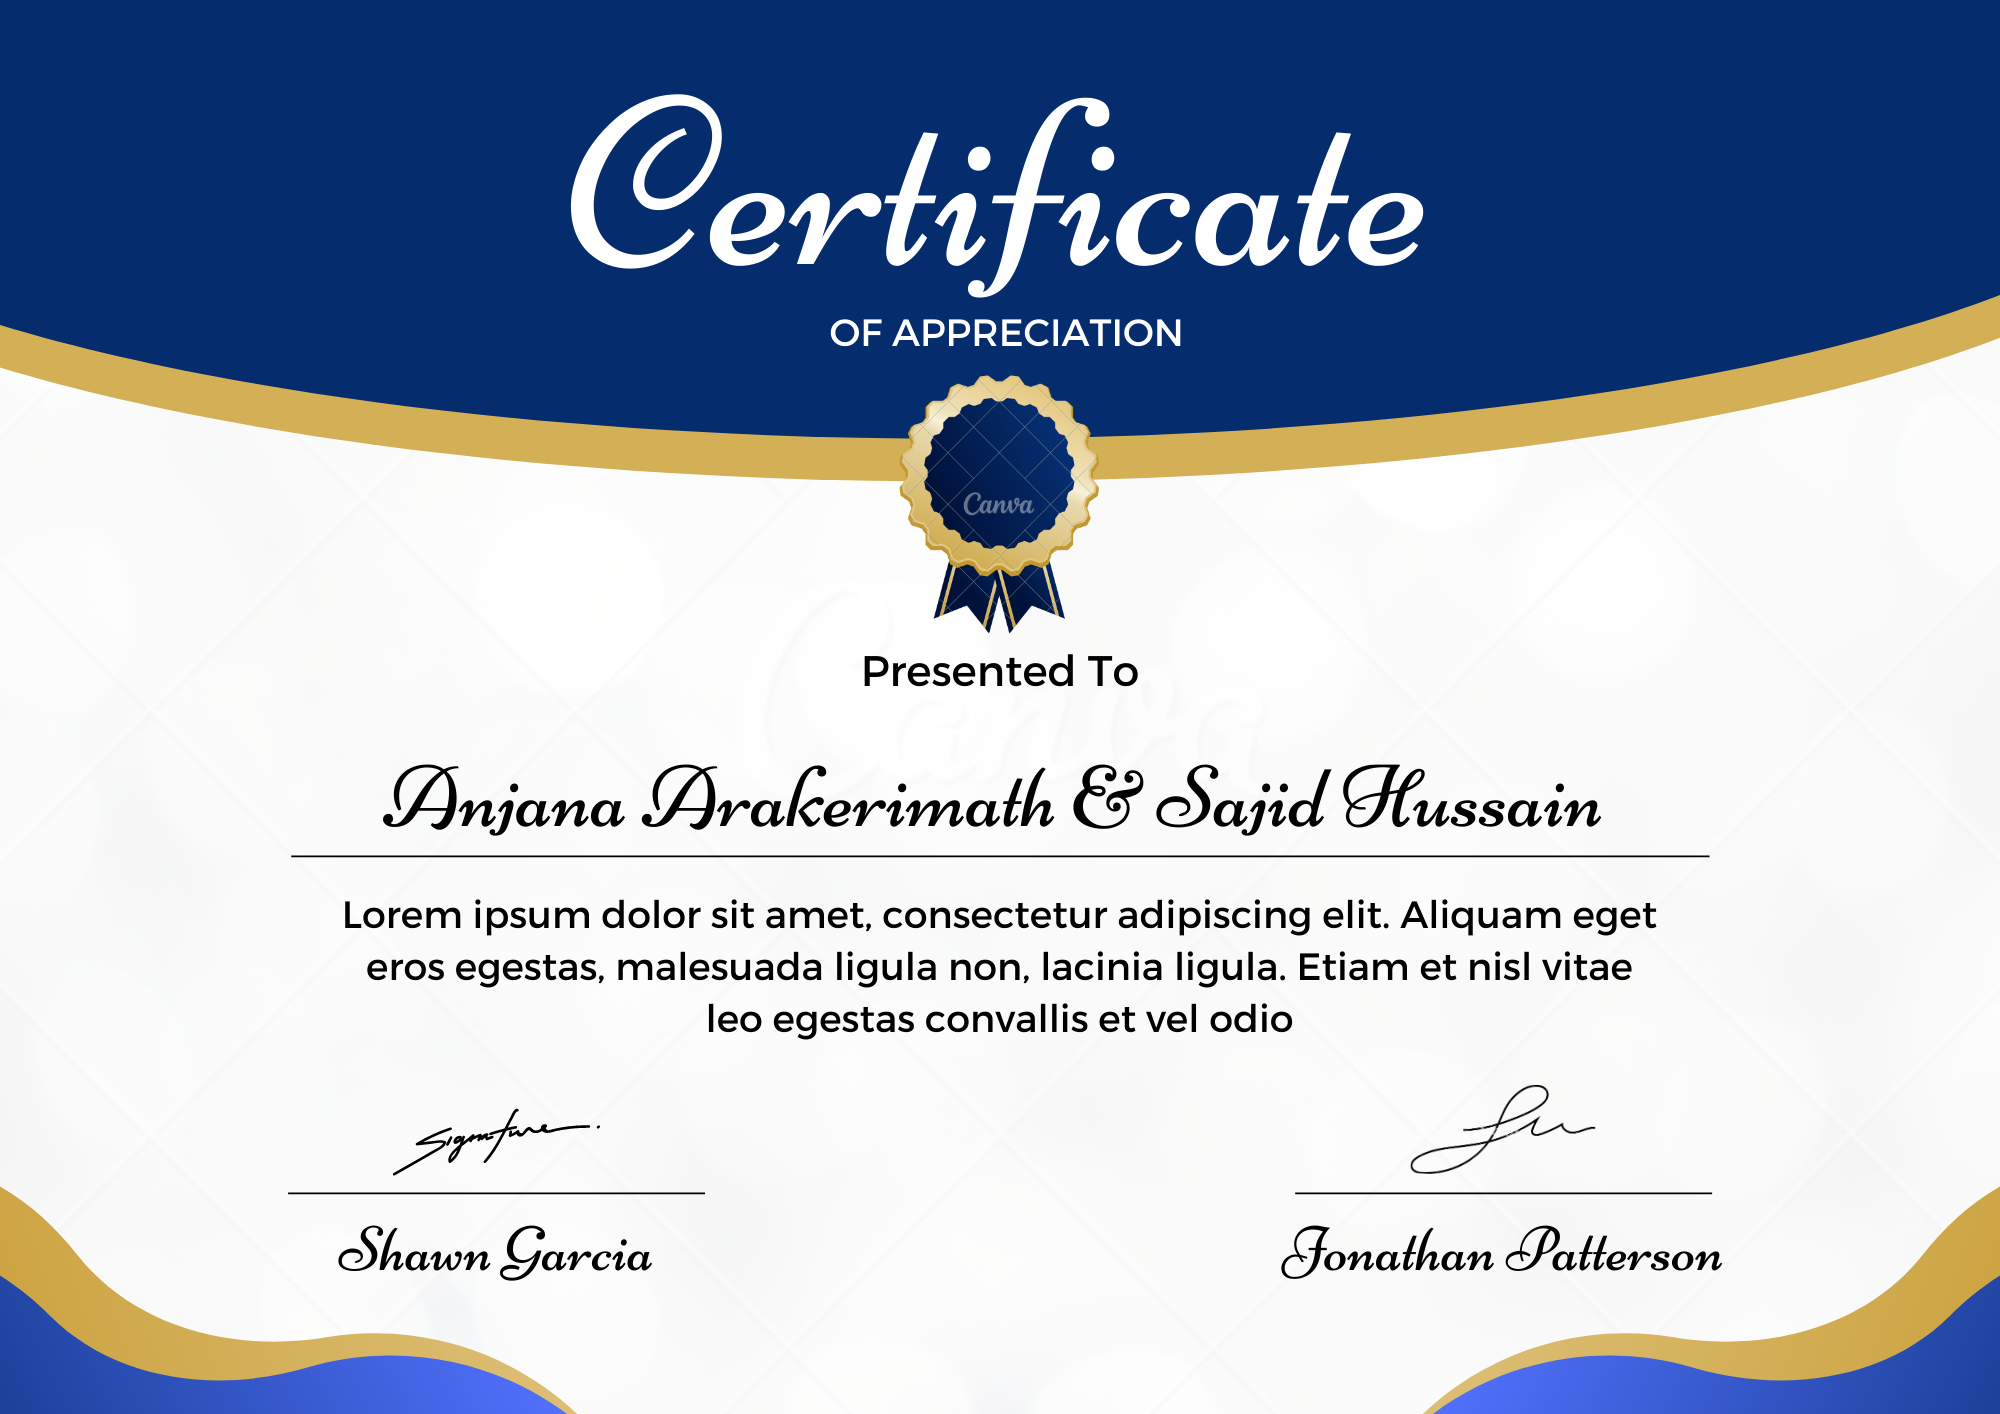 Certificate
OF APPRECIATION
Canva
Presented To
Canva
Anjana Arakerimath & Sajid Hussain
Lorem ipsum dolor sit amet, consectetur adipiscing elit. Aliquam eget
eros egestas, malesuada ligula non, lacinia ligula. Etiam et nisl vitae
leo egestas convallis et vel odio
Signature
Shawn Garcia
Jonathan Patterson